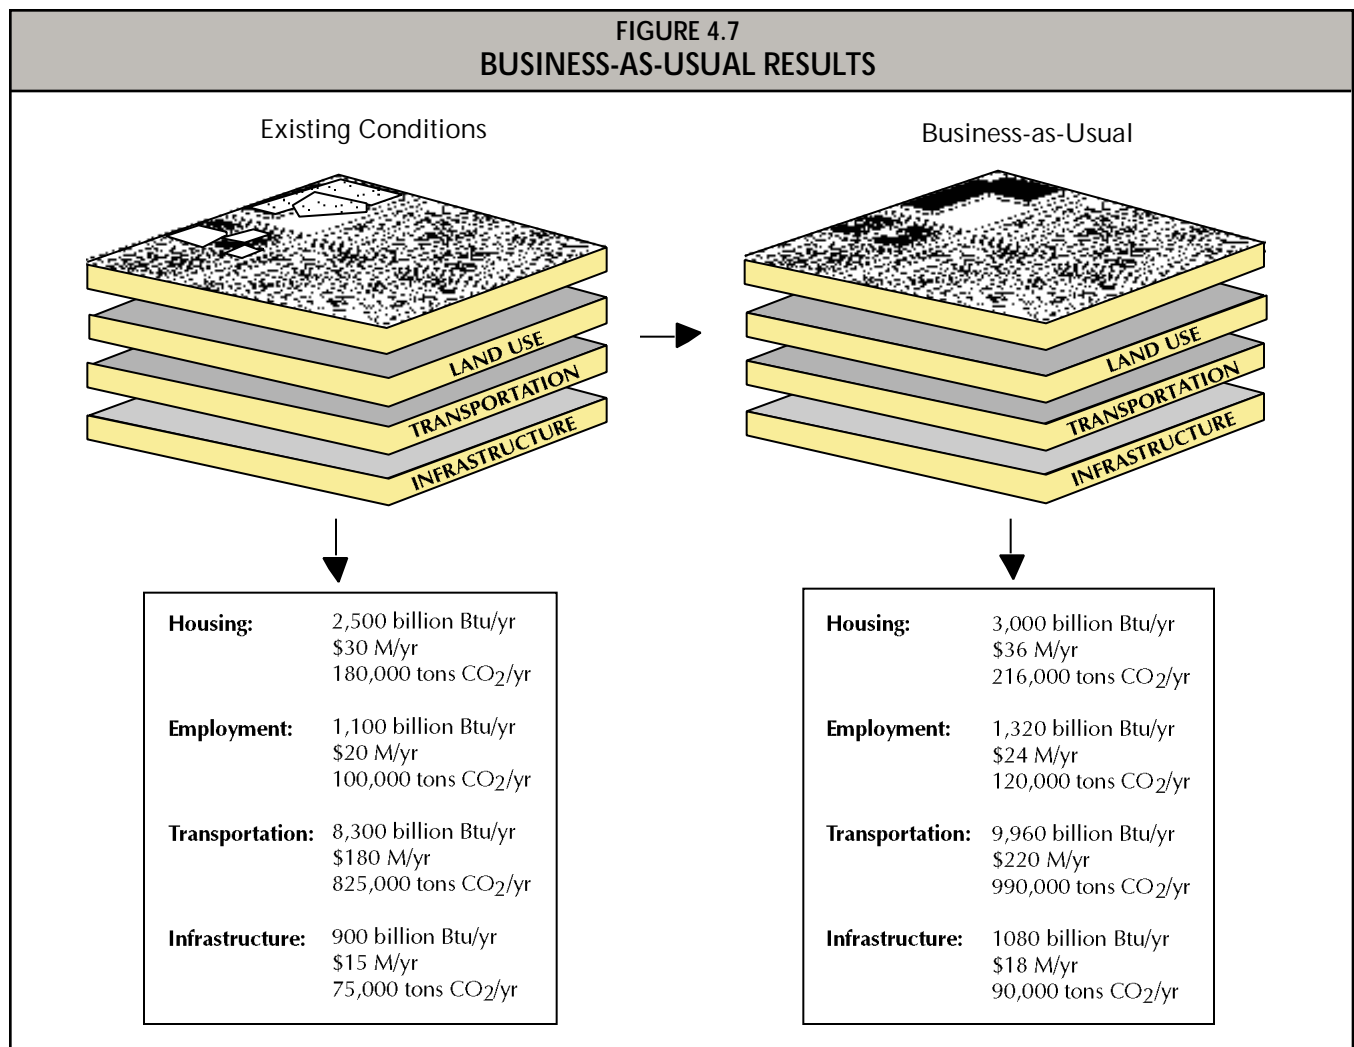 FIGURE 4.7
BUSINESS-AS-USUAL RESULTS
Existing Conditions
LAND USE
TRANSPORTATION
INFRASTRUCTURE
Housing: 2,500 billion Btu/yr
$30 M/yr
180,000 tons CO2/yr
Employment: 1,100 billion Btu/yr
$20 M/yr
100,000 tons CO2/yr
Transportation: 8,300 billion Btu/yr
$180 M/yr
825,000 tons CO2/yr
Infrastructure: 900 billion Btu/yr
$15 M/yr
75,000 tons CO2/yr
Business-as-Usual
LAND USE
TRANSPORTATION
INFRASTRUCTURE
Housing: 3,000 billion Btu/yr
$36 M/yr
216,000 tons CO2/yr
Employment: 1,320 billion Btu/yr
$24 M/yr
120,000 tons CO2/yr
Transportation: 9,960 billion Btu/yr
$220 M/yr
990,000 tons CO2/yr
Infrastructure: 1080 billion Btu/yr
$18 M/yr
90,000 tons CO2/yr